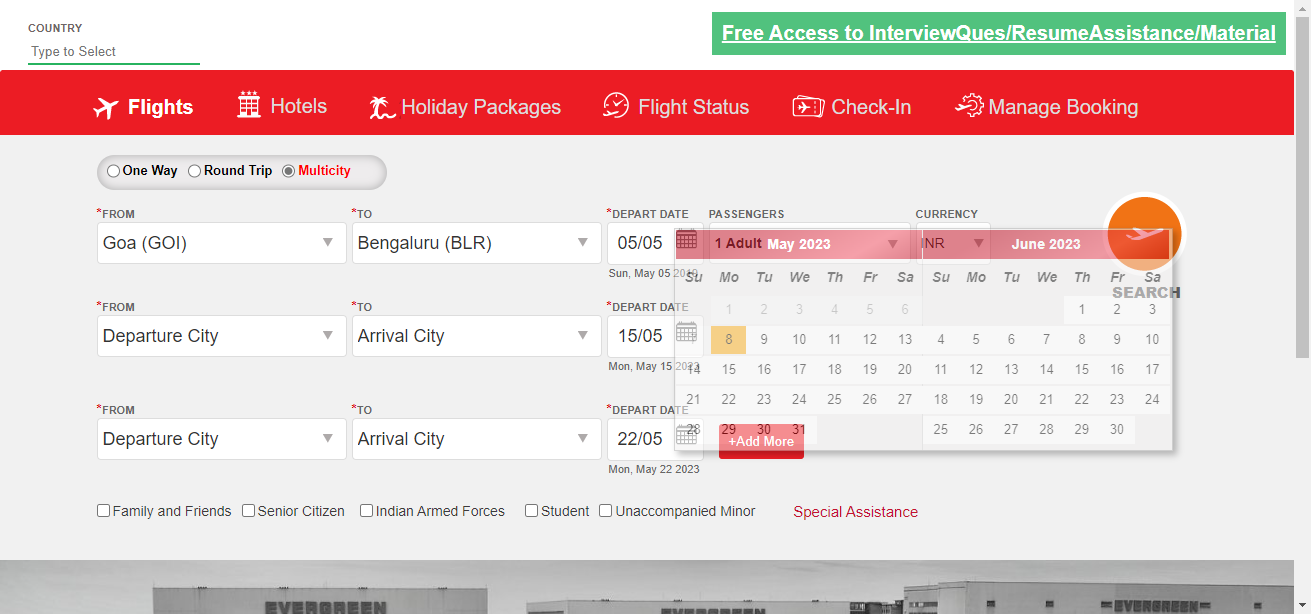 COUNTRY
Type to Select
Free Access to InterviewQues/ResumeAssistance/Material
Flights
Hotels
Holiday Packages
Flight Status
Check-In
Manage Booking
One Way Round Trip Multicity
*FROM *TO *DEPART DATE PASSENGERS CURRENCY
Goa (GOI) Bengaluru (BLR) 05/05 1 Adult INR
Sun, May 05 2019
SEARCH
May 2023 June 2023
Su Mo Tu We Th Fr Sa Su Mo Tu We Th Fr Sa
1 2 3 4 5 6 1 2 3
8 9 10 11 12 13 4 5 6 7 8 9 10
14 15 16 17 18 19 20 11 12 13 14 15 16 17
21 22 23 24 25 26 27 18 19 20 21 22 23 24
28 29 30 31 25 26 27 28 29 30
*FROM *TO *DEPART DATE
Departure City Arrival City 15/05
Mon, May 15 2023
*FROM *TO *DEPART DATE
Departure City Arrival City 22/05
+Add More
Mon, May 22 2023
Family and Friends Senior Citizen Indian Armed Forces Student Unaccompanied Minor Special Assistance
EVERGREEN EVERGREEN EVERGREEN